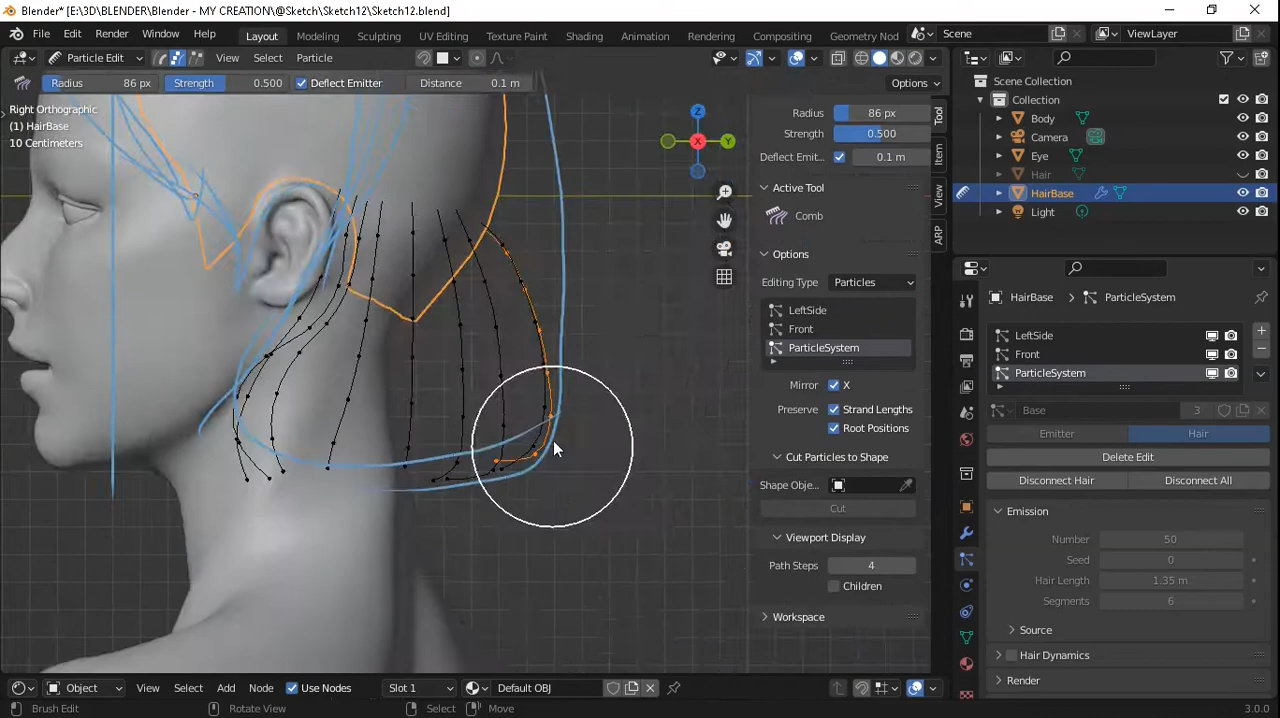 Blender* [E:\3D\BLENDER\Blender - MY CREATION\@Sketch\Sketch12\Sketch12.blend]
File Edit Render Window Help Layout Modeling Sculpting UV Editing Texture Paint Shading Animation Rendering Compositing Geometry Nod Scene ViewLayer
Particle Edit View Select Particle
Radius 86 px Strength 0.500 Deflect Emitter Distance 0.1 m Options
Right Orthographic
(1) HairBase
10 Centimeters
Z
X
Y
Radius 86 px
Strength 0.500
Deflect Emit... 0.1 m
Active Tool
Comb
Options
Editing Type Particles
LeftSide
Front
ParticleSystem
Mirror X
Preserve Strand Lengths
Root Positions
Cut Particles to Shape
Shape Obje...
Cut
Viewport Display
Path Steps 4
Children
Workspace
Tool
Item
View
ARP
Scene Collection
Collection
Body
Camera
Eye
Hair
HairBase
Light
HairBase ParticleSystem
LeftSide
Front
ParticleSystem
Base 3
Emitter Hair
Delete Edit
Disconnect Hair Disconnect All
Emission
Number 50
Seed 0
Hair Length 1.35 m
Segments 6
Source
Hair Dynamics
Render
Object View Select Add Node Use Nodes Slot 1 Default OBJ
Brush Edit Rotate View Select Move 3.0.0